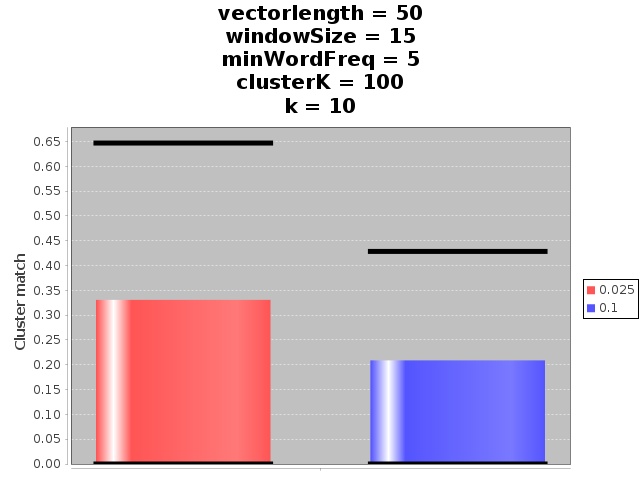 vectorlength = 50
windowSize = 15
minWordFreq = 5
clusterK = 100
k = 10
Cluster match
0.65
0.60
0.55
0.50
0.45
0.40
0.35
0.30
0.25
0.20
0.15
0.10
0.05
0.00
0.025
0.1